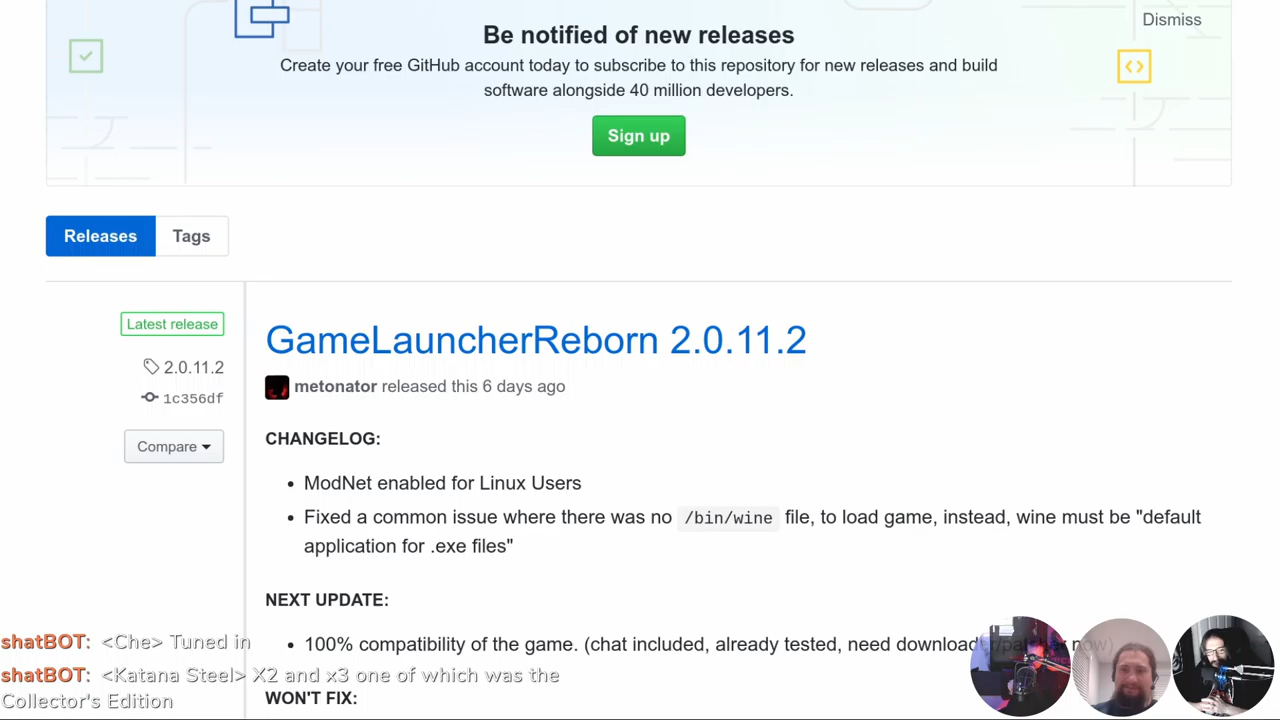 Dismiss
Be notified of new releases
Create your free GitHub account today to subscribe to this repository for new releases and build
software alongside 40 million developers.
Sign up
Releases Tags
Latest release
2.0.11.2
1c356df
Compare
GameLauncherReborn 2.0.11.2
metonator released this 6 days ago
CHANGELOG:
ModNet enabled for Linux Users
Fixed a common issue where there was no /bin/wine file, to load game, instead, wine must be "default
application for .exe files"
NEXT UPDATE:
100% compatibility of the game. (chat included, already tested, need downloader/patcher now)
WON'T FIX:
shatBOT: <Che> Tuned in
shatBOT: <Katana Steel> X2 and x3 one of which was the
Collector's Edition